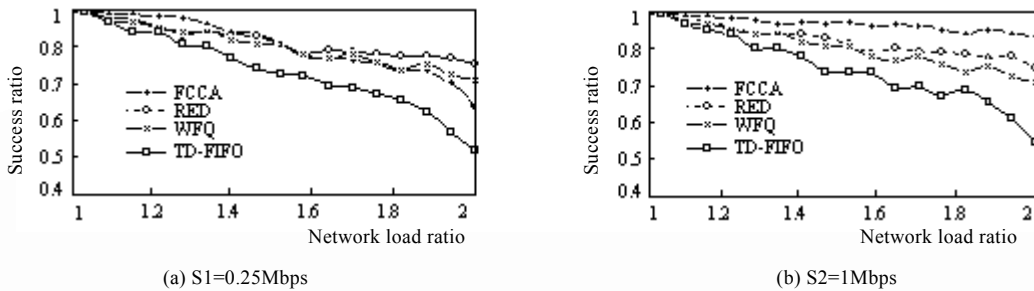 1
0.8
0.7
0.6
0.5
0.4
Success ratio
FCCA
RED
WFQ
TD-FIFO
1
1.2
1.4
1.6
1.8
2
Network load ratio
(a) S1=0.25Mbps
1
0.8
0.7
0.6
0.5
0.4
Success ratio
FCCA
RED
WFQ
TD-FIFO
1
1.2
1.4
1.6
1.8
2
Network load ratio
(b) S2=1Mbps